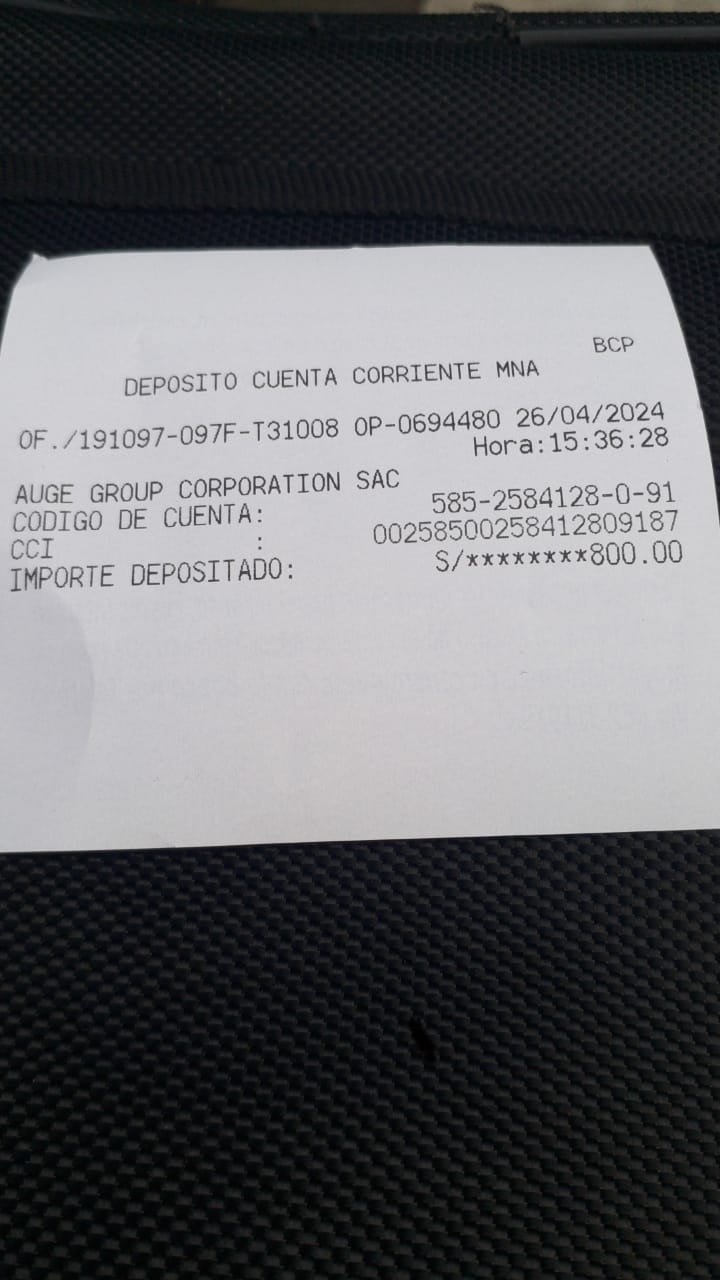 BCP
DEPOSITO CUENTA CORRIENTE MNA
OF./191097-097F-T31008 OP-0694480 26/04/2024
Hora:15:36:28
AUGE GROUP CORPORATION SAC
CODIGO DE CUENTA: 585-2584128-0-91
CCI : 00258500258412809187
IMPORTE DEPOSITADO: S/********800.00